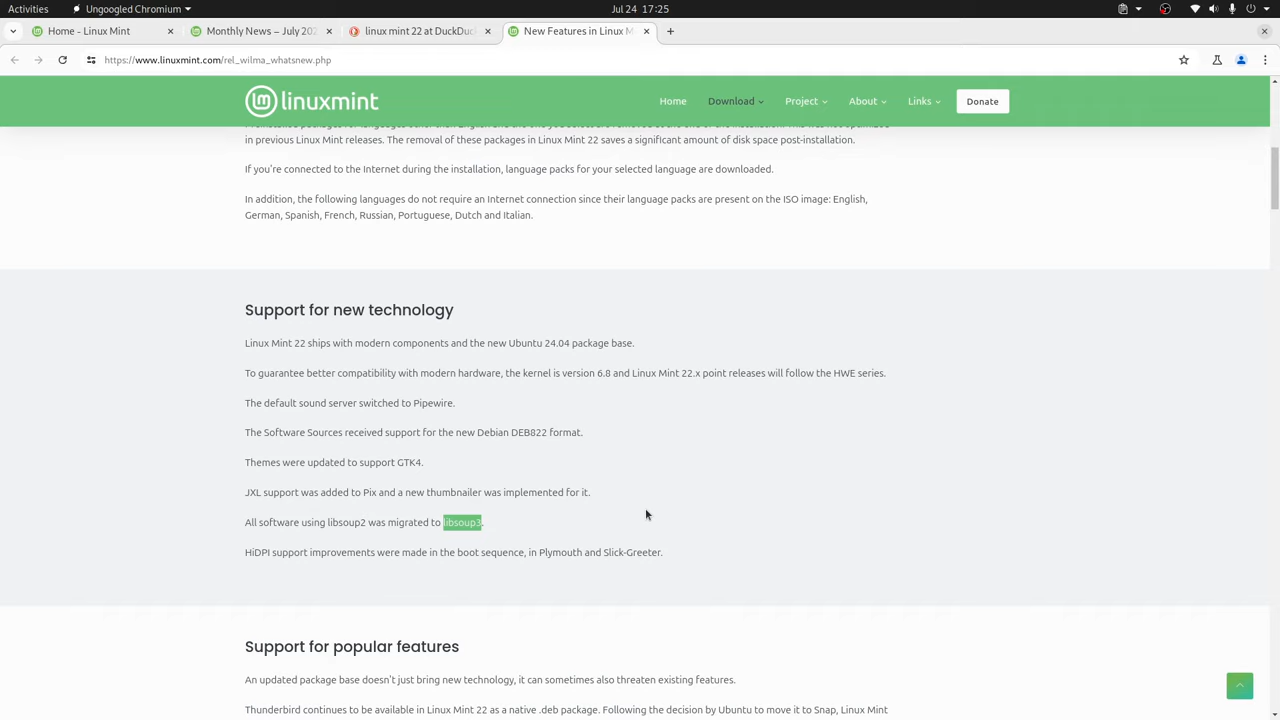 Activities
Ungoogled Chromium
Jul 24 17:25
Home - Linux Mint
Monthly News – July 202
linux mint 22 at DuckDuc
New Features in Linux M
https://www.linuxmint.com/rel_wilma_whatsnew.php
linuxmint
Home
Download
Project
About
Links
Donate
in previous Linux Mint releases. The removal of these packages in Linux Mint 22 saves a significant amount of disk space post-installation.
If you're connected to the Internet during the installation, language packs for your selected language are downloaded.
In addition, the following languages do not require an Internet connection since their language packs are present on the ISO image: English,
German, Spanish, French, Russian, Portuguese, Dutch and Italian.
Support for new technology
Linux Mint 22 ships with modern components and the new Ubuntu 24.04 package base.
To guarantee better compatibility with modern hardware, the kernel is version 6.8 and Linux Mint 22.x point releases will follow the HWE series.
The default sound server switched to Pipewire.
The Software Sources received support for the new Debian DEB822 format.
Themes were updated to support GTK4.
JXL support was added to Pix and a new thumbnailer was implemented for it.
All software using libsoup2 was migrated to libsoup3.
HiDPI support improvements were made in the boot sequence, in Plymouth and Slick-Greeter.
Support for popular features
An updated package base doesn't just bring new technology, it can sometimes also threaten existing features.
Thunderbird continues to be available in Linux Mint 22 as a native .deb package. Following the decision by Ubuntu to move it to Snap, Linux Mint